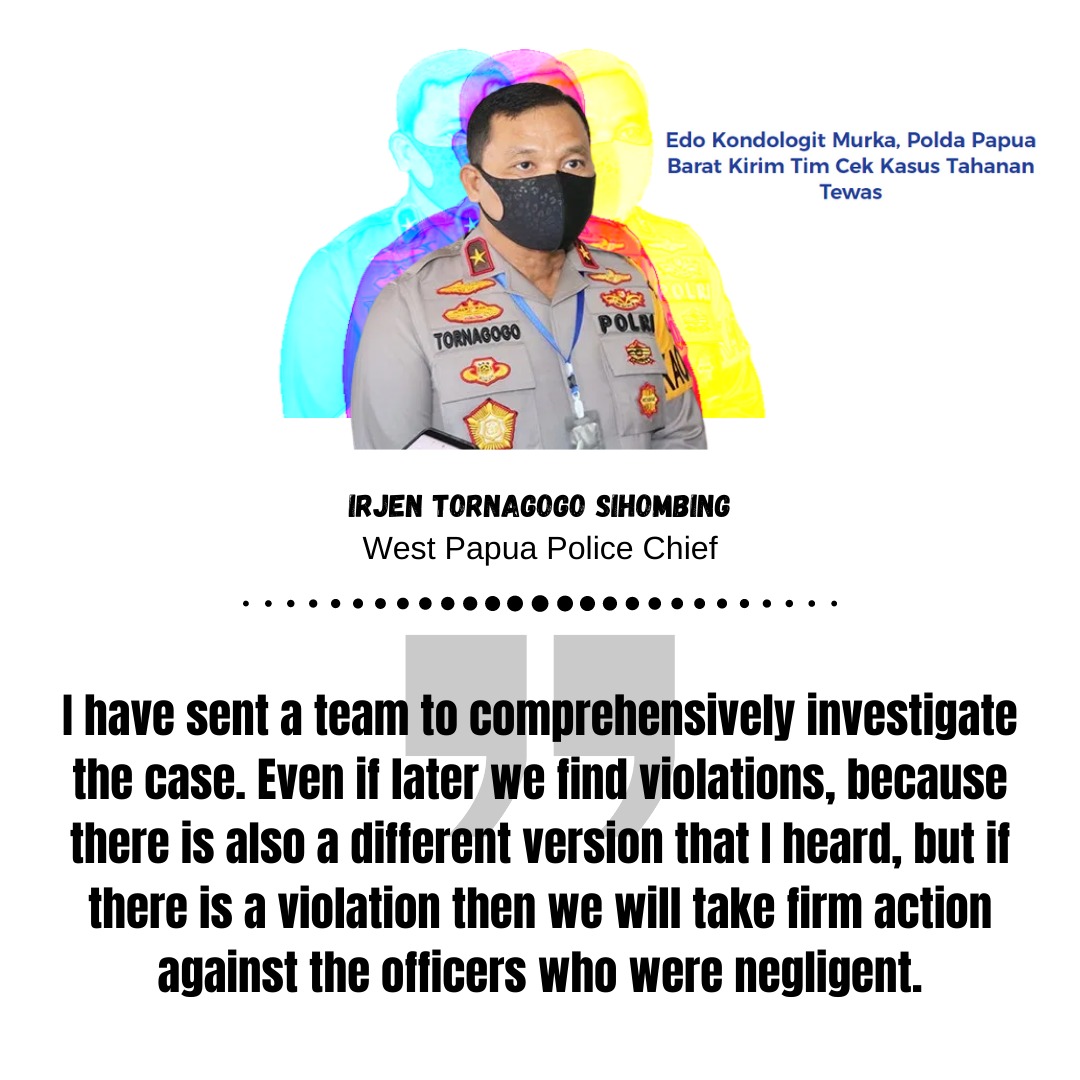 Edo Kondologit Murka, Polda Papua
Barat Kirim Tim Cek Kasus Tahanan
Tewas
TORNAGOGO
POLRI
POLRI
IRJEN TORNAGOGO SIHOMBING
West Papua Police Chief
I have sent a team to comprehensively investigate
the case. Even if later we find violations, because
there is also a different version that I heard, but if
there is a violation then we will take firm action
against the officers who were negligent.